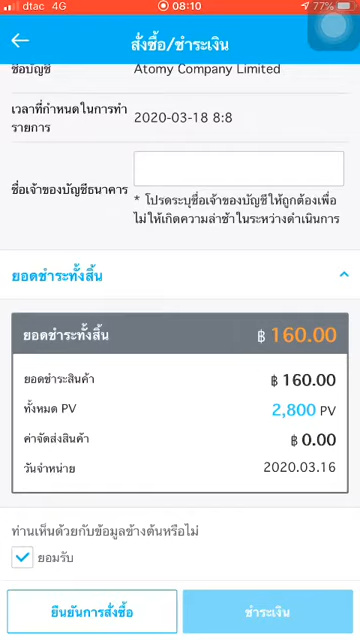 dtac 4G 08:10 77%
สั่งซื้อ/ชำระเงิน
ชื่อบัญชี Atomy Company Limited
เวลาที่กำหนดในการทำ
รายการ
2020-03-18 8:8
ชื่อเจ้าของบัญชีธนาคาร
* โปรดระบุชื่อเจ้าของบัญชีให้ถูกต้องเพื่อ
ไม่ให้เกิดความล่าช้าในระหว่างดำเนินการ
ยอดชำระทั้งสิ้น
ยอดชำระทั้งสิ้น ฿ 160.00
ยอดชำระสินค้า ฿ 160.00
ทั้งหมด PV 2,800 PV
ค่าจัดส่งสินค้า ฿ 0.00
วันจำหน่าย 2020.03.16
ท่านเห็นด้วยกับข้อมูลข้างต้นหรือไม่
ยอมรับ
ยืนยันการสั่งซื้อ ชำระเงิน